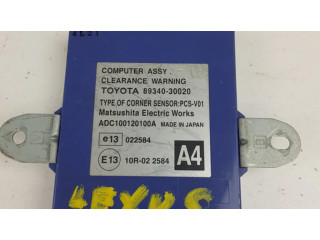 COMPUTER ASSY.
CLEARANCE WARNING
TOYOTA 89340-30020
TYPE OF CORNER SENSOR:PCS-V01
Matsushita Electric Works
ADC100120100A MADE IN JAPAN
e13 022584
E13 10R-02 2584
A4
LEXUS